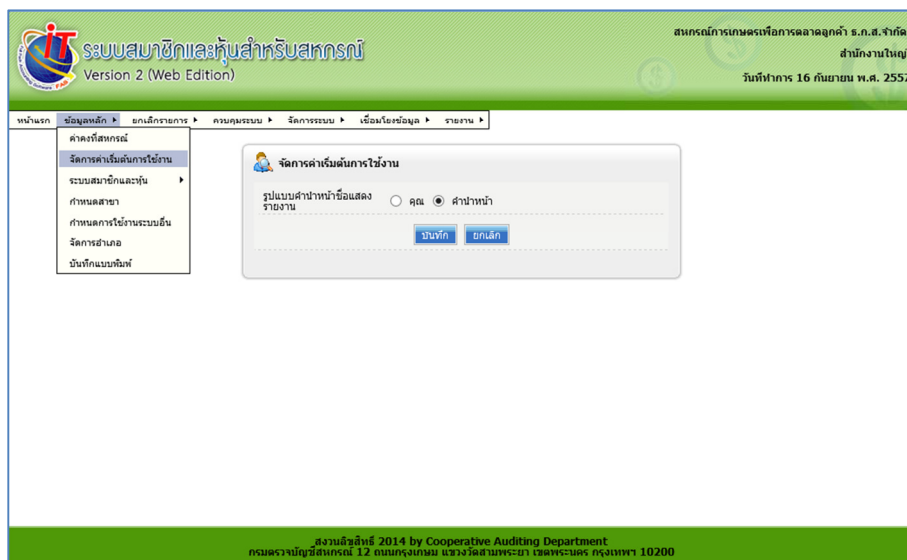 ระบบสมาชิกและหุ้นสำหรับสหกรณ์
Version 2 (Web Edition)
สหกรณ์การเกษตรเพื่อการตลาดลูกค้า ธ.ก.ส.จำกัด
สำนักงานใหญ่
วันทำการ 16 กันยายน พ.ศ. 2557
หน้าแรก ข้อมูลหลัก ยกเลิกรายการ ควบคุมระบบ จัดการระบบ เชื่อมโยงข้อมูล รายงาน
ค่าคงที่สหกรณ์
จัดการค่าเริ่มต้นการใช้งาน
ระบบสมาชิกและหุ้น
กำหนดสาขา
กำหนดการใช้งานระบบอื่น
จัดการอำเภอ
บันทึกแบบพิมพ์
จัดการค่าเริ่มต้นการใช้งาน
รูปแบบคำนำหน้าชื่อแสดง
รายงาน
คุณ คำนำหน้า
บันทึก ยกเลิก
สงวนลิขสิทธิ์ 2014 by Cooperative Auditing Department
กรมตรวจบัญชีสหกรณ์ 12 ถนนกรุงเกษม แขวงวัดสามพระยา เขตพระนคร กรุงเทพฯ 10200